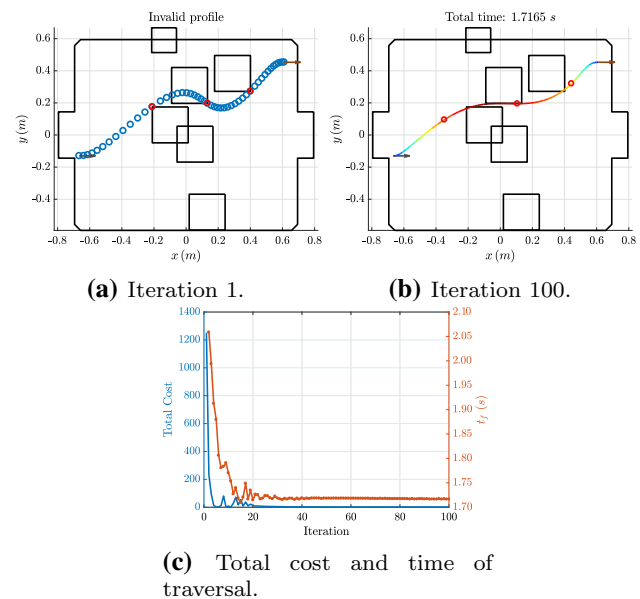 Invalid profile
Total time: 1.7165 s
0.6
0.4
0.2
0
−0.2
−0.4
y (m)
−0.8 −0.6 −0.4 −0.2 0 0.2 0.4 0.6 0.8
x (m)
0.6
0.4
0.2
0
−0.2
−0.4
y (m)
−0.8 −0.6 −0.4 −0.2 0 0.2 0.4 0.6 0.8
x (m)
(a) Iteration 1.
(b) Iteration 100.
1400
1200
1000
800
600
400
200
0
Total Cost
2.10
2.05
2.00
1.95
1.90
1.85
1.80
1.75
1.70
t_f (s)
0 20 40 60 80 100
Iteration
(c) Total cost and time of
traversal.